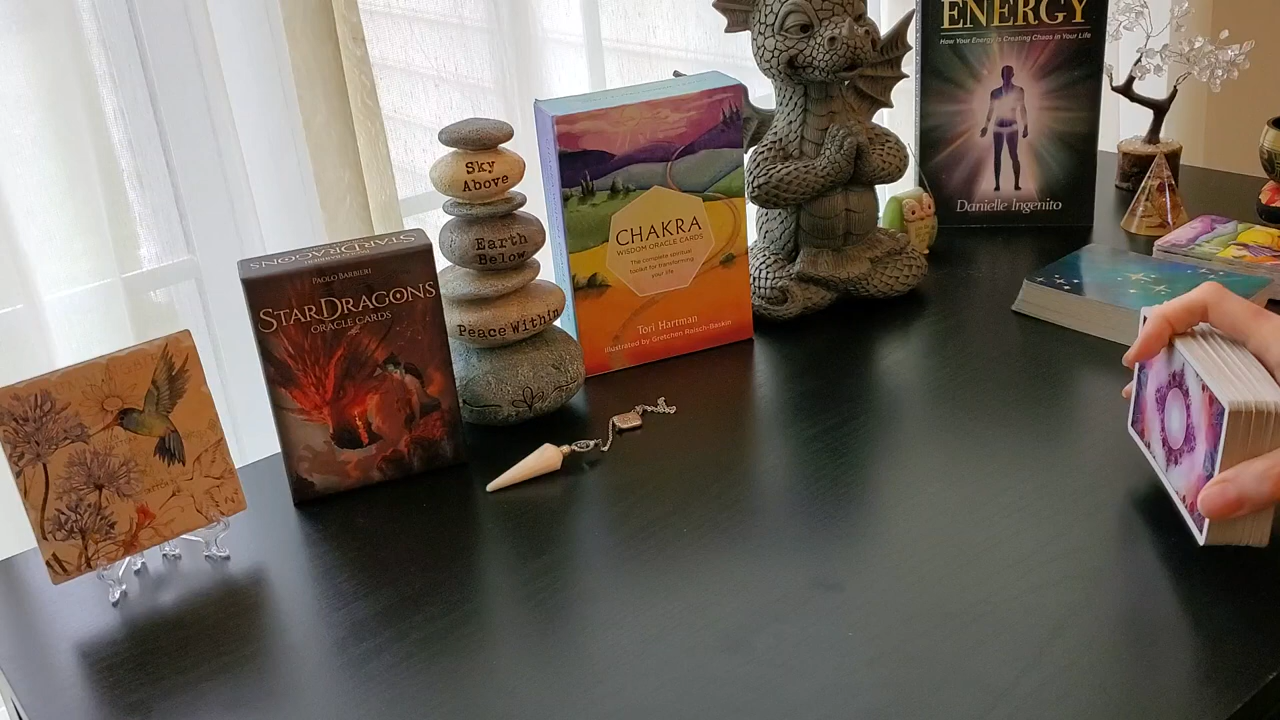 STARDRAGONS
PAOLO BARBIERI
STARDRAGONS
ORACLE CARDS
Sky
Above
Earth
Below
Peace Within
CHAKRA
WISDOM ORACLE CARDS
The complete spiritual
toolkit for transforming
your life
Tori Hartman
Illustrated by Gretchen Raisch-Baskin
ENERGY
How Your Energy is Creating Chaos in Your Life
Danielle Ingenito